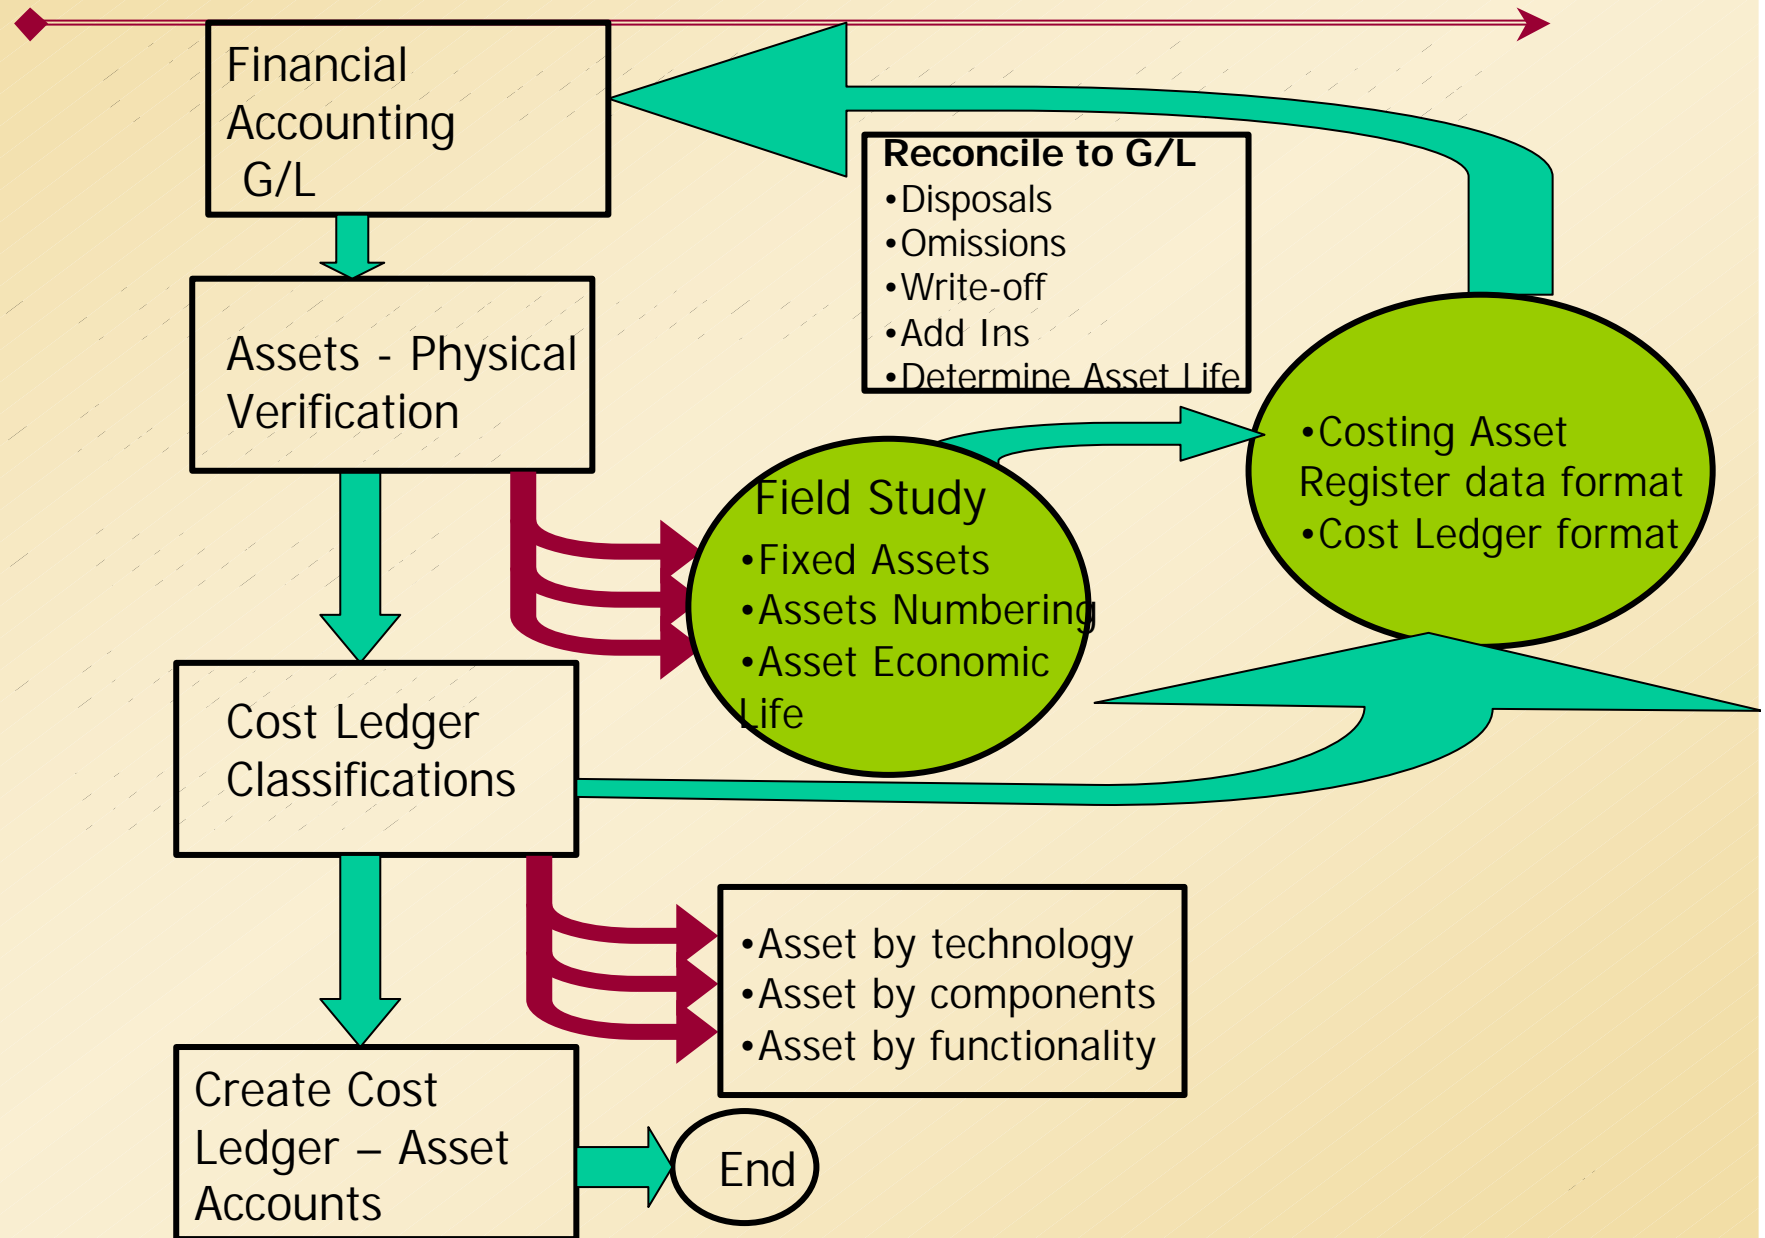 Financial
Accounting
G/L
Reconcile to G/L
•Disposals
•Omissions
•Write-off
•Add Ins
•Determine Asset Life
Assets - Physical
Verification
•Costing Asset
Register data format
•Cost Ledger format
Field Study
•Fixed Assets
•Assets Numbering
•Asset Economic
Life
Cost Ledger
Classifications
•Asset by technology
•Asset by components
•Asset by functionality
Create Cost
Ledger – Asset
Accounts
End